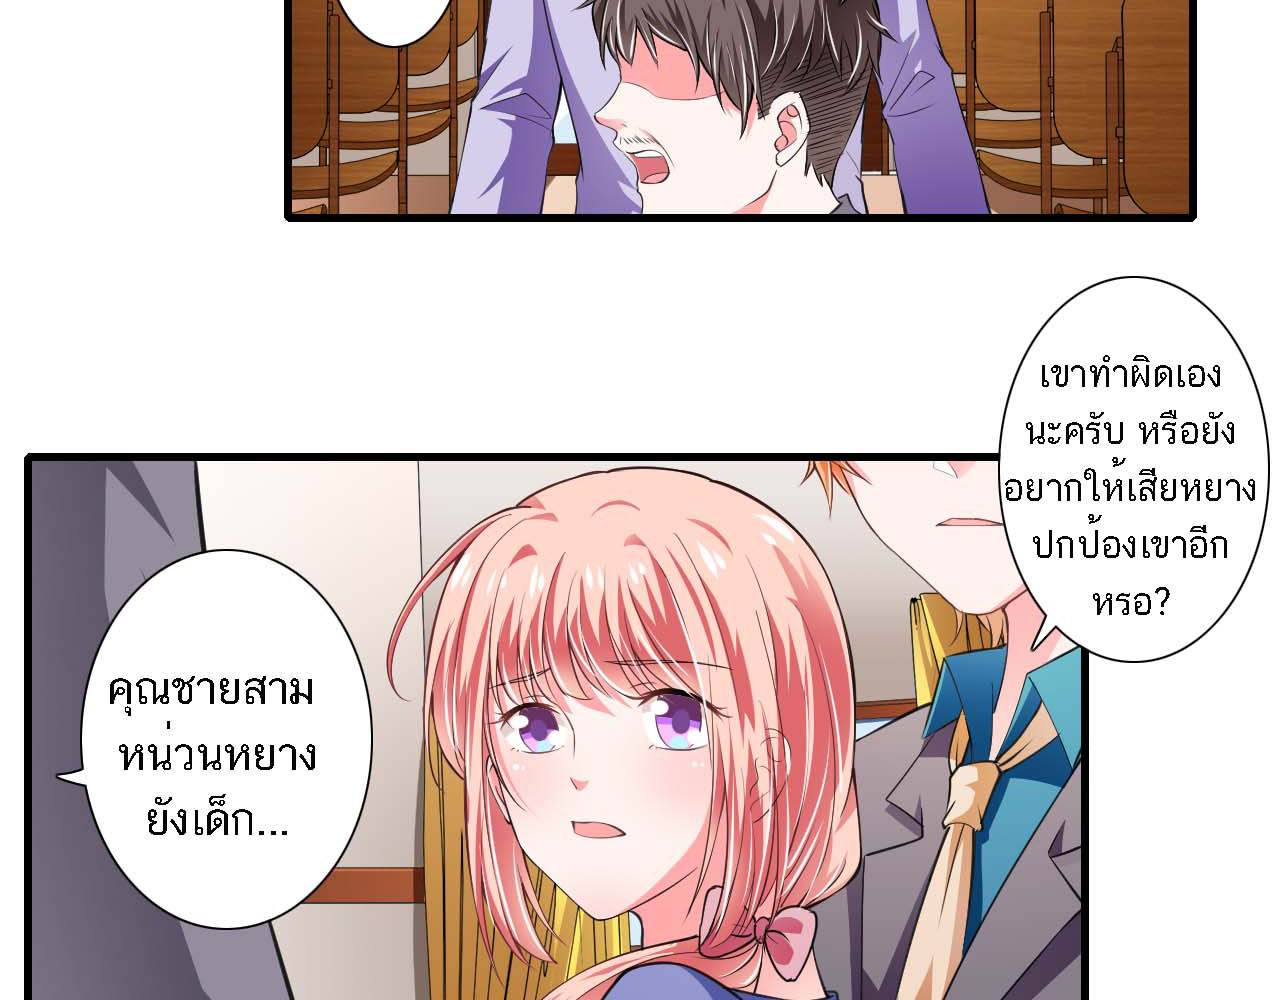 เขาทำผิดเอง
นะครับ หรือยัง
อยากให้เสียหยาง
ปกป้องเขาอีก
หรอ?
คุณชายสาม
หน่วนหยาง
ยังเด็ก...